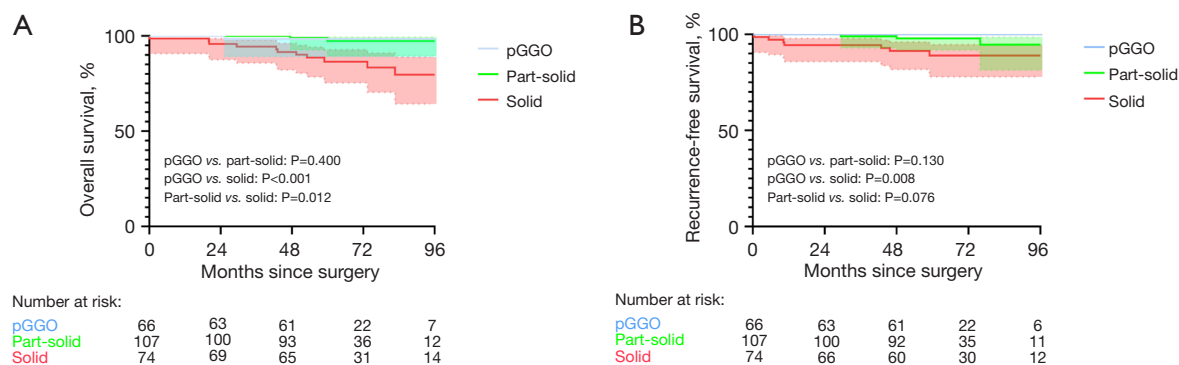 A
Overall survival, %
100
50
0
0 24 48 72 96
Months since surgery
pGGO
Part-solid
Solid
pGGO vs. part-solid: P=0.400
pGGO vs. solid: P<0.001
Part-solid vs. solid: P=0.012
Number at risk:
pGGO 66 63 61 22 7
Part-solid 107 100 93 36 12
Solid 74 69 65 31 14
B
Recurrence-free survival, %
100
50
0
0 24 48 72 96
Months since surgery
pGGO
Part-solid
Solid
pGGO vs. part-solid: P=0.130
pGGO vs. solid: P=0.008
Part-solid vs. solid: P=0.076
Number at risk:
pGGO 66 63 61 22 6
Part-solid 107 100 92 35 11
Solid 74 66 60 30 12